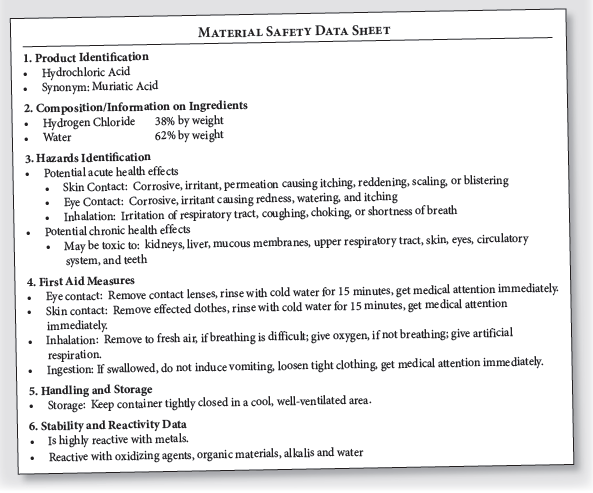 MATERIAL SAFETY DATA SHEET
1. Product Identification
• Hydrochloric Acid
• Synonym: Muriatic Acid
2. Composition/Information on Ingredients
• Hydrogen Chloride 38% by weight
• Water 62% by weight
3. Hazards Identification
• Potential acute health effects
• Skin Contact: Corrosive, irritant, permeation causing itching, reddening, scaling, or blistering
• Eye Contact: Corrosive, irritant causing redness, watering, and itching
• Inhalation: Irritation of respiratory tract, coughing, choking, or shortness of breath
• Potential chronic health effects
• May be toxic to: kidneys, liver, mucous membranes, upper respiratory tract, skin, eyes, circulatory
system, and teeth
4. First Aid Measures
• Eye contact: Remove contact lenses, rinse with cold water for 15 minutes, get medical attention immediately.
• Skin contact: Remove effected clothes, rinse with cold water for 15 minutes, get medical attention
immediately.
• Inhalation: Remove to fresh air, if breathing is difficult; give oxygen, if not breathing; give artificial
respiration.
• Ingestion: If swallowed, do not induce vomiting, loosen tight clothing, get medical attention immediately.
5. Handling and Storage
• Storage: Keep container tightly closed in a cool, well-ventilated area.
6. Stability and Reactivity Data
• Is highly reactive with metals.
• Reactive with oxidizing agents, organic materials, alkalis and water